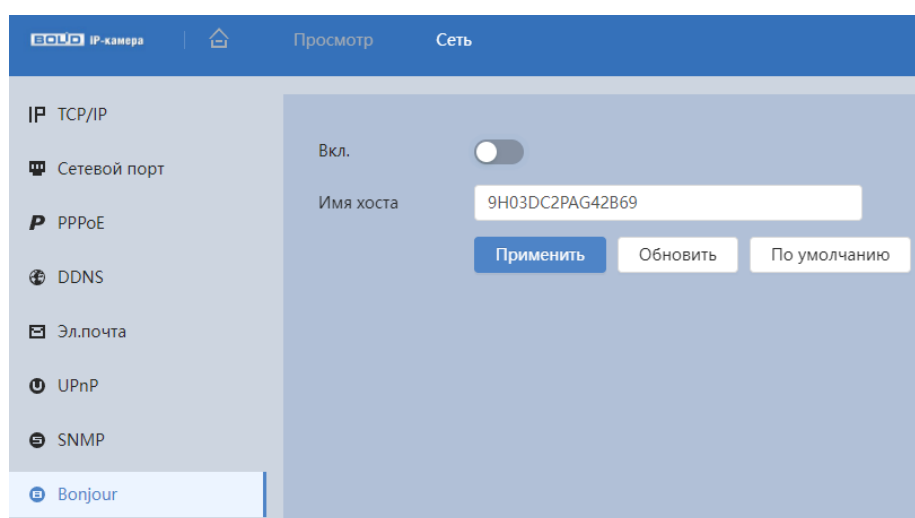 BOLID IP-камера Просмотр Сеть
IP TCP/IP
Сетевой порт
P PPPoE
DDNS
Эл.почта
UPnP
SNMP
Bonjour
Вкл.
Имя хоста 9H03DC2PAG42B69
Применить Обновить По умолчанию